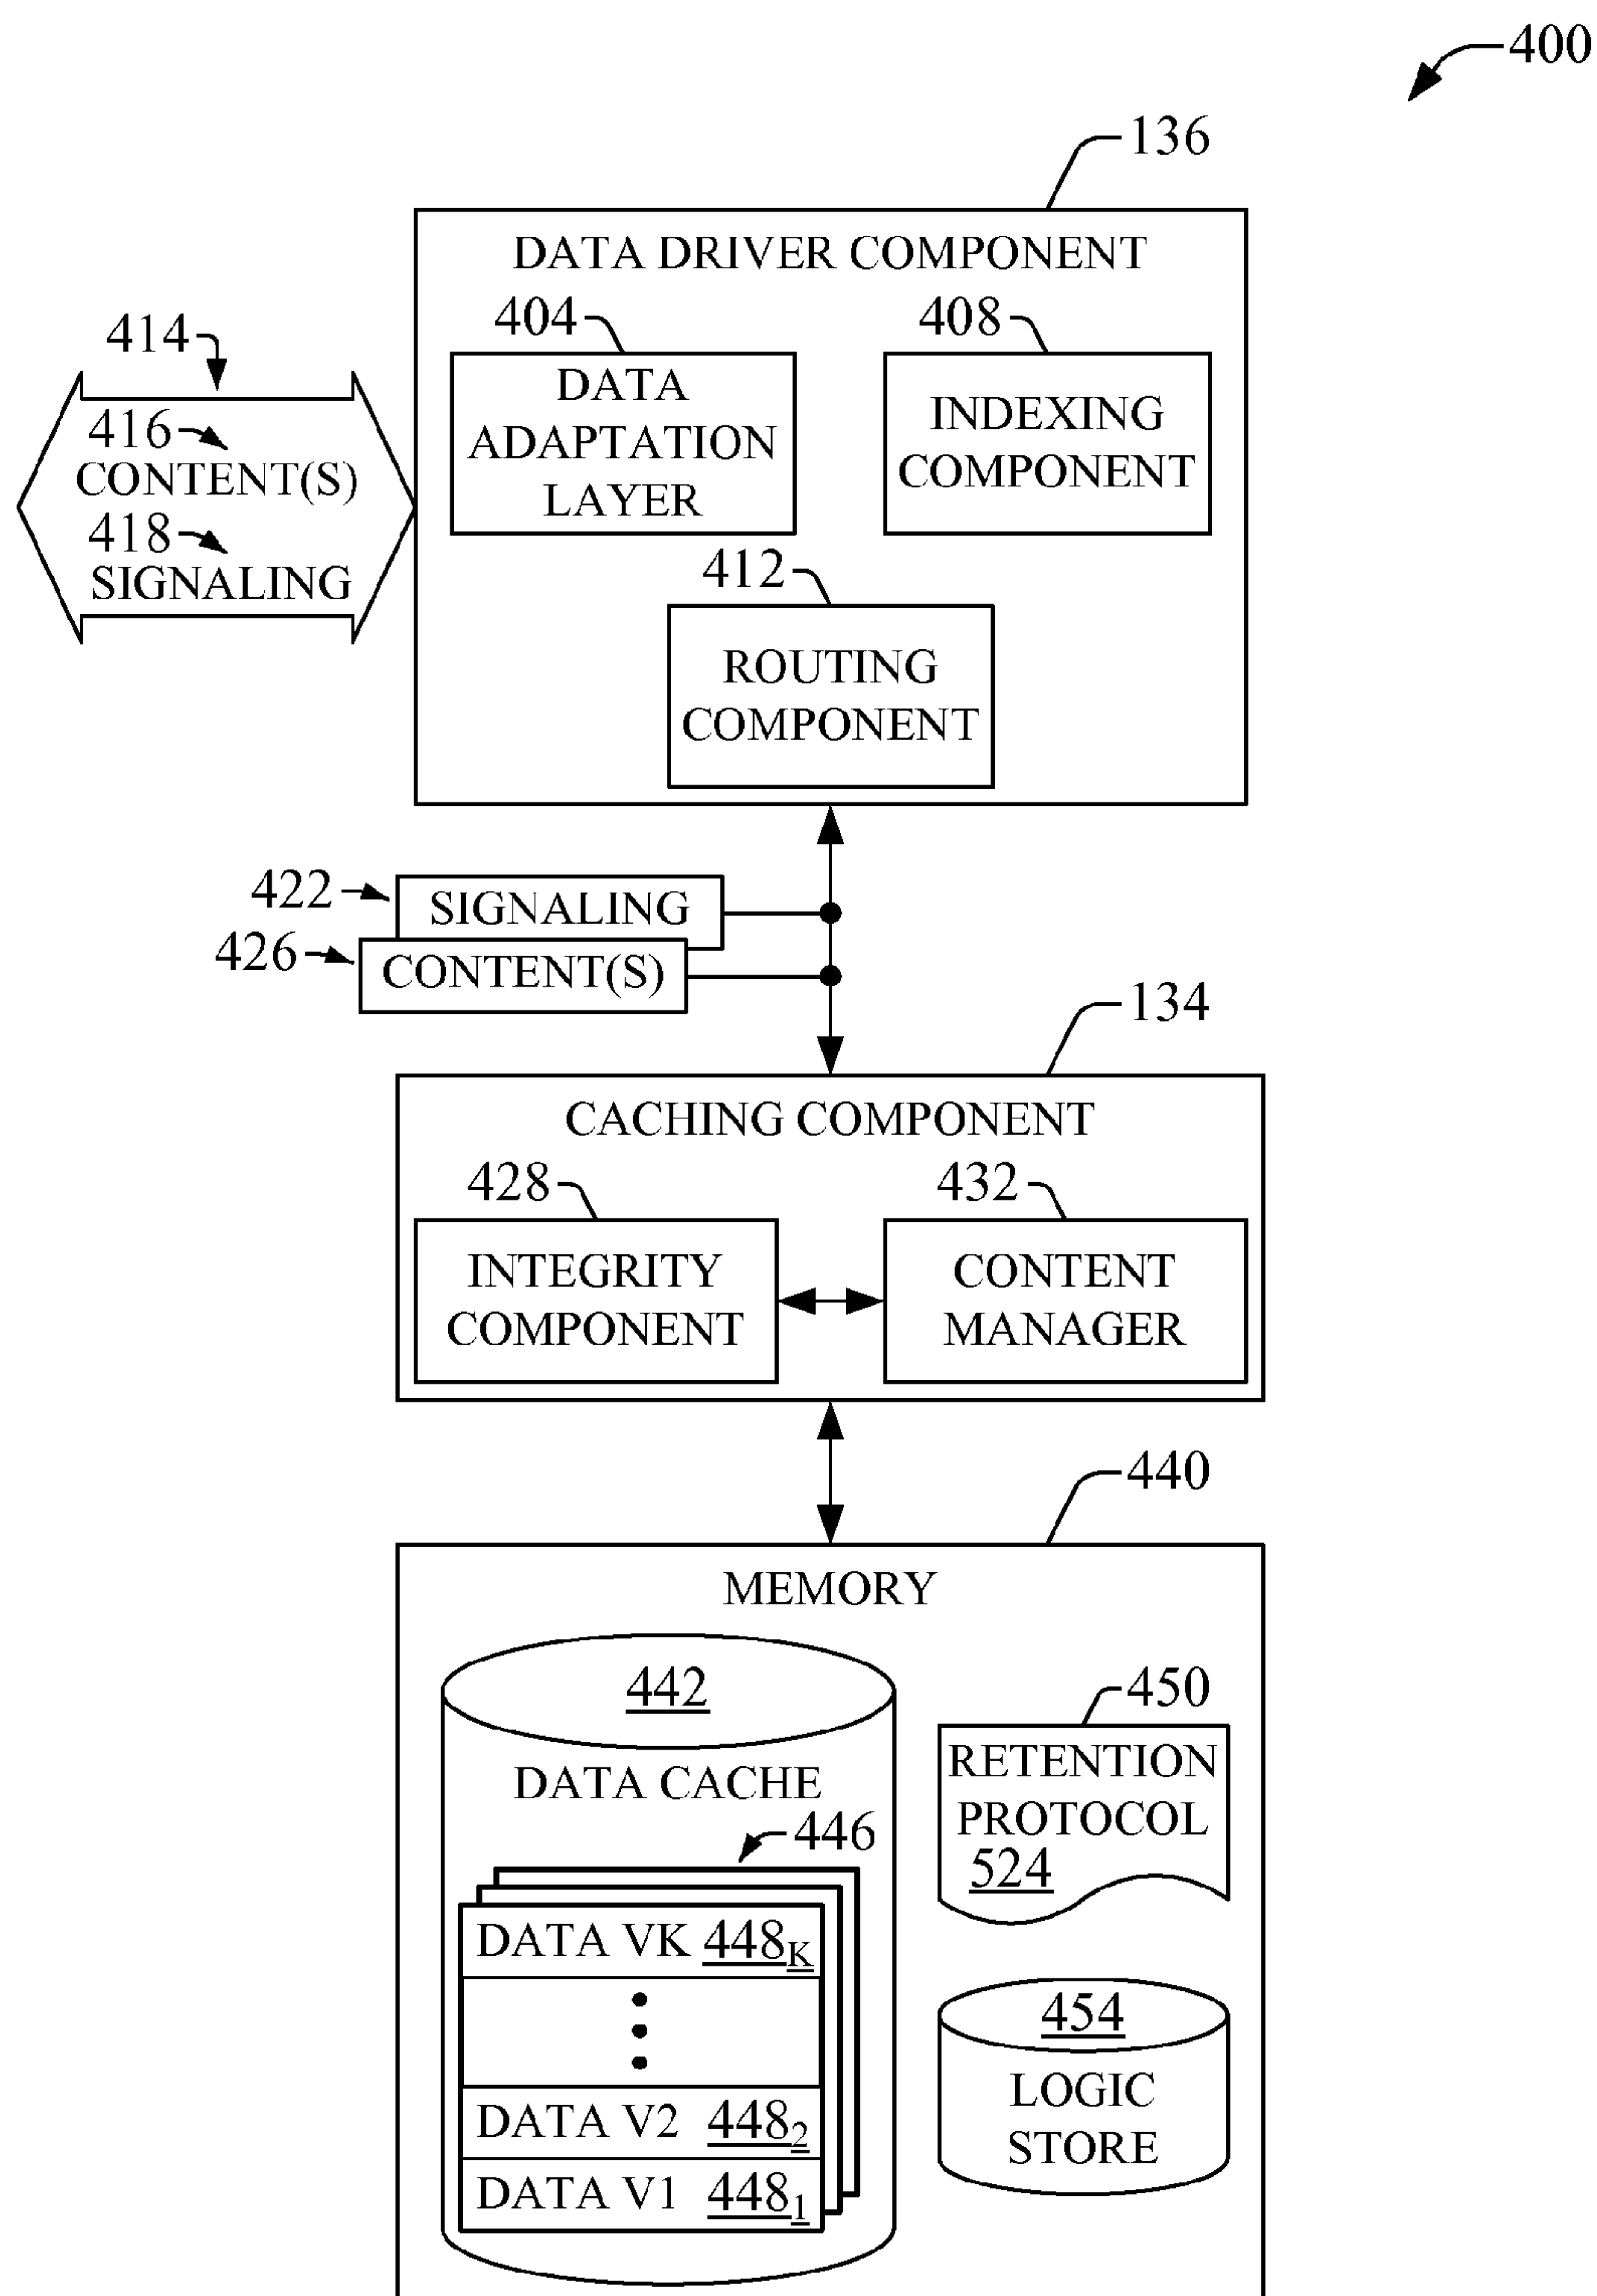 400
136
DATA DRIVER COMPONENT
404
408
DATA
ADAPTATION
LAYER
INDEXING
COMPONENT
412
ROUTING
COMPONENT
414
416
CONTENT(S)
418
SIGNALING
422
SIGNALING
426
CONTENT(S)
134
CACHING COMPONENT
428
432
INTEGRITY
COMPONENT
CONTENT
MANAGER
440
MEMORY
442
DATA CACHE
446
DATA VK 448K
DATA V2 4482
DATA V1 4481
450
RETENTION
PROTOCOL
524
454
LOGIC
STORE